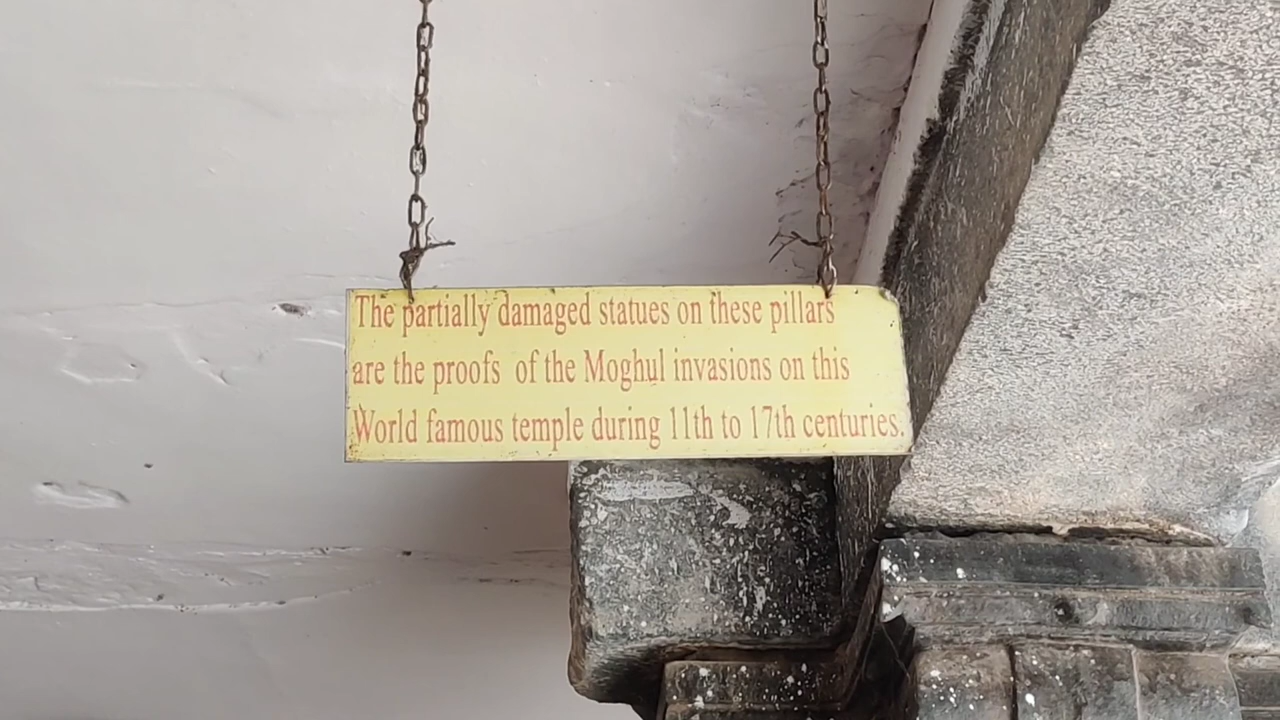 The partially damaged statues on these pillars
are the proofs of the Moghul invasions on this
World famous temple during 11th to 17th centuries.